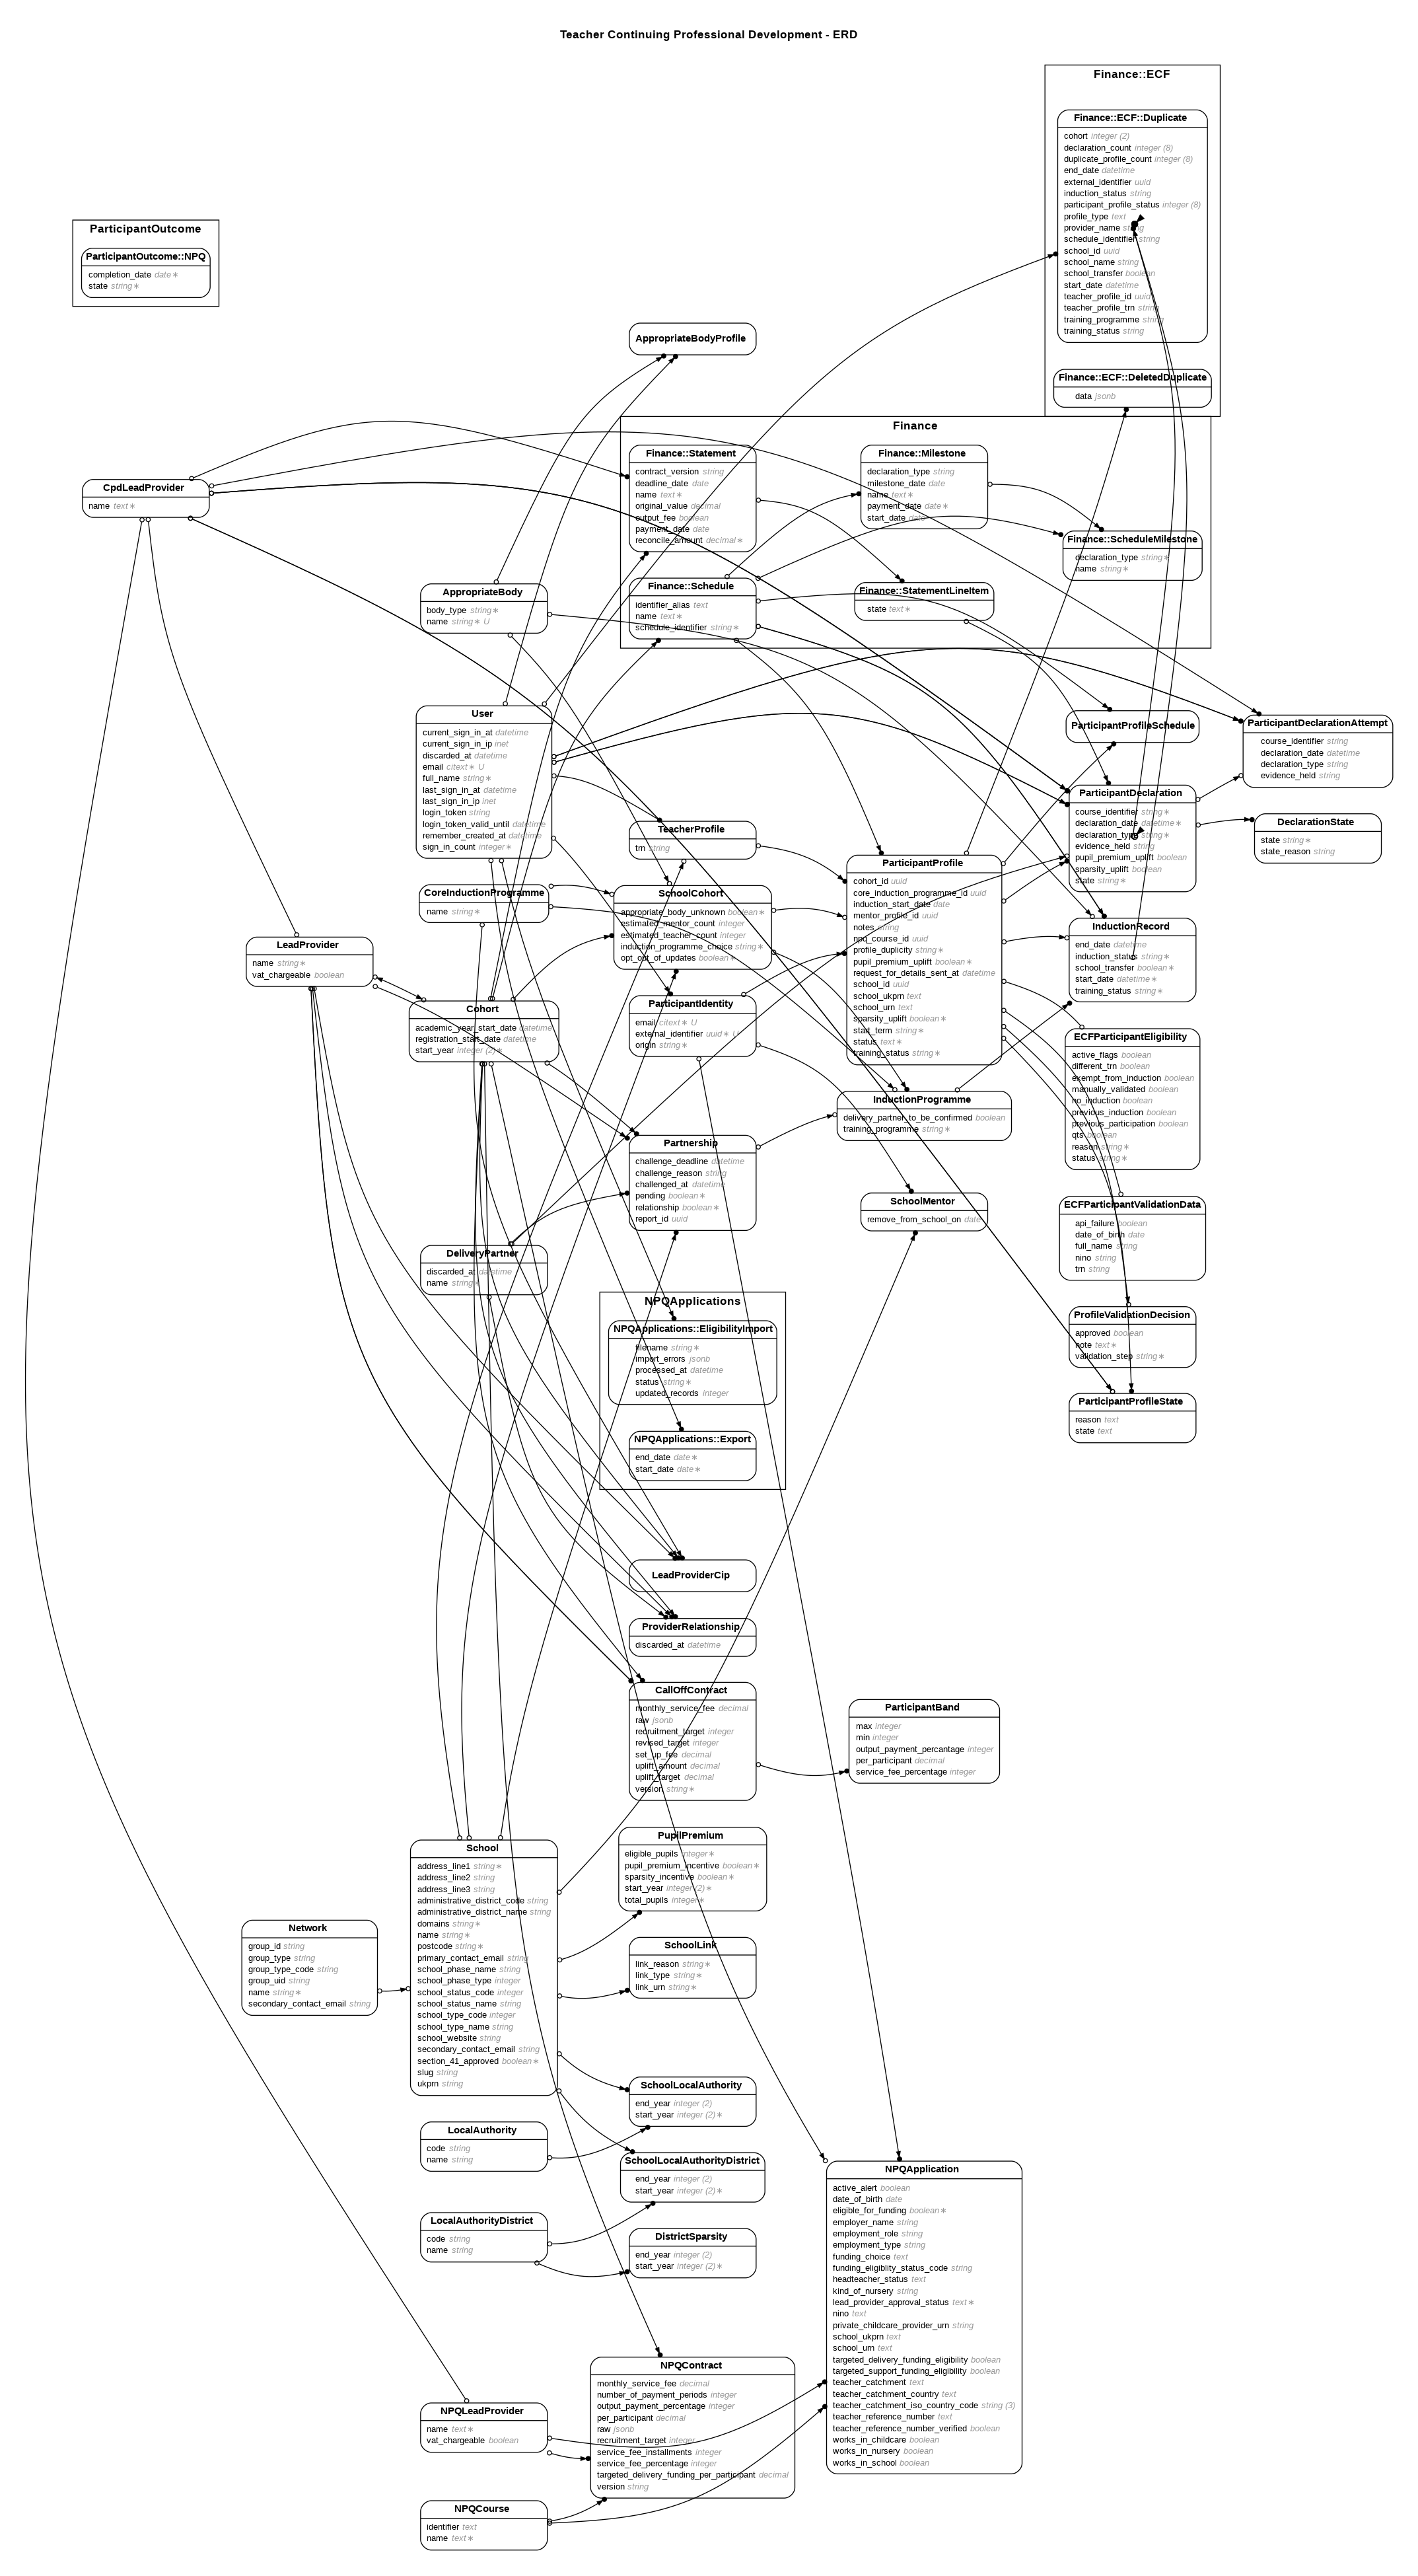 Teacher Continuing Professional Development - ERD
Finance::ECF
Finance::ECF::Duplicate
cohort integer (2)
declaration_count integer (8)
duplicate_profile_count integer (8)
end_date datetime
external_identifier uuid
induction_status string
participant_profile_status integer (8)
profile_type text
provider_name string
schedule_identifier string
school_id uuid
school_name string
school_transfer boolean
start_date datetime
teacher_profile_id uuid
teacher_profile_trn string
training_programme string
training_status string
Finance::ECF::DeletedDuplicate
data jsonb
ParticipantOutcome
ParticipantOutcome::NPQ
completion_date date∗
state string∗
AppropriateBodyProfile
Finance
Finance::Statement
contract_version string
deadline_date date
name text∗
original_value decimal
output_fee boolean
payment_date date
reconcile_amount decimal∗
Finance::Milestone
declaration_type string
milestone_date date
name text∗
payment_date date∗
start_date date
Finance::ScheduleMilestone
declaration_type string∗
name string∗
Finance::Schedule
identifier_alias text
name text∗
schedule_identifier string∗
Finance::StatementLineItem
state text∗
CpdLeadProvider
name text∗
AppropriateBody
body_type string∗
name string∗ U
User
current_sign_in_at datetime
current_sign_in_ip inet
discarded_at datetime
email citext∗ U
full_name string∗
last_sign_in_at datetime
last_sign_in_ip inet
login_token string
login_token_valid_until datetime
remember_created_at datetime
sign_in_count integer∗
ParticipantProfileSchedule
ParticipantDeclarationAttempt
course_identifier string
declaration_date datetime
declaration_type string
evidence_held string
ParticipantDeclaration
course_identifier string∗
declaration_date datetime∗
declaration_type string∗
evidence_held string
pupil_premium_uplift boolean
sparsity_uplift boolean
state string∗
DeclarationState
state string∗
state_reason string
TeacherProfile
trn string
CoreInductionProgramme
name string∗
SchoolCohort
appropriate_body_unknown boolean∗
estimated_mentor_count integer
estimated_teacher_count integer
induction_programme_choice string∗
opt_out_of_updates boolean∗
ParticipantProfile
cohort_id uuid
core_induction_programme_id uuid
induction_start_date date
mentor_profile_id uuid
notes string
npq_course_id uuid
profile_duplicity string∗
pupil_premium_uplift boolean∗
request_for_details_sent_at datetime
school_id uuid
school_ukprn text
school_urn text
sparsity_uplift boolean∗
start_term string∗
status text∗
training_status string∗
InductionRecord
end_date datetime
induction_status string∗
school_transfer boolean∗
start_date datetime∗
training_status string∗
LeadProvider
name string∗
vat_chargeable boolean
Cohort
academic_year_start_date datetime
registration_start_date datetime
start_year integer (2)∗
ParticipantIdentity
email citext∗ U
external_identifier uuid∗ U
origin string∗
ECFParticipantEligibility
active_flags boolean
different_trn boolean
exempt_from_induction boolean
manually_validated boolean
no_induction boolean
previous_induction boolean
previous_participation boolean
qts boolean
reason string∗
status string∗
InductionProgramme
delivery_partner_to_be_confirmed boolean
training_programme string∗
Partnership
challenge_deadline datetime
challenge_reason string
challenged_at datetime
pending boolean∗
relationship boolean∗
report_id uuid
SchoolMentor
remove_from_school_on date
ECFParticipantValidationData
api_failure boolean
date_of_birth date
full_name string
nino string
trn string
DeliveryPartner
discarded_at datetime
name string∗
NPQApplications
NPQApplications::EligibilityImport
filename string∗
import_errors jsonb
processed_at datetime
status string∗
updated_records integer
NPQApplications::Export
end_date date∗
start_date date∗
ProfileValidationDecision
approved boolean
note text∗
validation_step string∗
ParticipantProfileState
reason text
state text
LeadProviderCip
ProviderRelationship
discarded_at datetime
CallOffContract
monthly_service_fee decimal
raw jsonb
recruitment_target integer
revised_target integer
set_up_fee decimal
uplift_amount decimal
uplift_target decimal
version string∗
ParticipantBand
max integer
min integer
output_payment_percantage integer
per_participant decimal
service_fee_percentage integer
School
address_line1 string∗
address_line2 string
address_line3 string
administrative_district_code string
administrative_district_name string
domains string∗
name string∗
postcode string∗
primary_contact_email string
school_phase_name string
school_phase_type integer
school_status_code integer
school_status_name string
school_type_code integer
school_type_name string
school_website string
secondary_contact_email string
section_41_approved boolean∗
slug string
ukprn string
PupilPremium
eligible_pupils integer∗
pupil_premium_incentive boolean∗
sparsity_incentive boolean∗
start_year integer (2)∗
total_pupils integer∗
Network
group_id string
group_type string
group_type_code string
group_uid string
name string∗
secondary_contact_email string
SchoolLink
link_reason string∗
link_type string∗
link_urn string∗
SchoolLocalAuthority
end_year integer (2)
start_year integer (2)∗
LocalAuthority
code string
name string
SchoolLocalAuthorityDistrict
end_year integer (2)
start_year integer (2)∗
LocalAuthorityDistrict
code string
name string
DistrictSparsity
end_year integer (2)
start_year integer (2)∗
NPQApplication
active_alert boolean
date_of_birth date
eligible_for_funding boolean∗
employer_name string
employment_role string
employment_type string
funding_choice text
funding_eligiblity_status_code string
headteacher_status text
kind_of_nursery string
lead_provider_approval_status text∗
nino text
private_childcare_provider_urn string
school_ukprn text
school_urn text
targeted_delivery_funding_eligibility boolean
targeted_support_funding_eligibility boolean
teacher_catchment text
teacher_catchment_country text
teacher_catchment_iso_country_code string (3)
teacher_reference_number text
teacher_reference_number_verified boolean
works_in_childcare boolean
works_in_nursery boolean
works_in_school boolean
NPQContract
monthly_service_fee decimal
number_of_payment_periods integer
output_payment_percentage integer
per_participant decimal
raw jsonb
recruitment_target integer
service_fee_installments integer
service_fee_percentage integer
targeted_delivery_funding_per_participant decimal
version string
NPQLeadProvider
name text∗
vat_chargeable boolean
NPQCourse
identifier text
name text∗